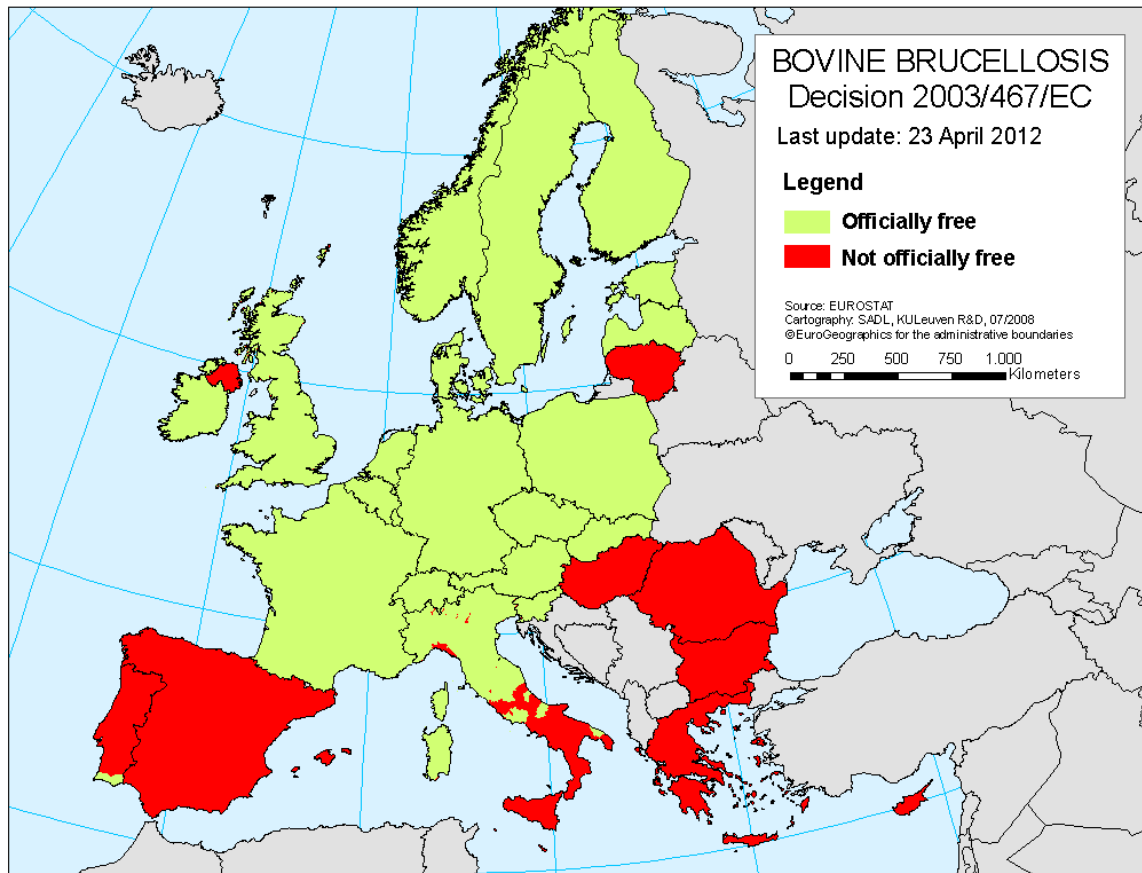 BOVINE BRUCELLOSIS
Decision 2003/467/EC
Last update: 23 April 2012
Legend
Officially free
Not officially free
Source: EUROSTAT
Cartography: SADL, KULeuven R&D, 07/2008
©EuroGeographics for the administrative boundaries
0 250 500 750 1.000
Kilometers